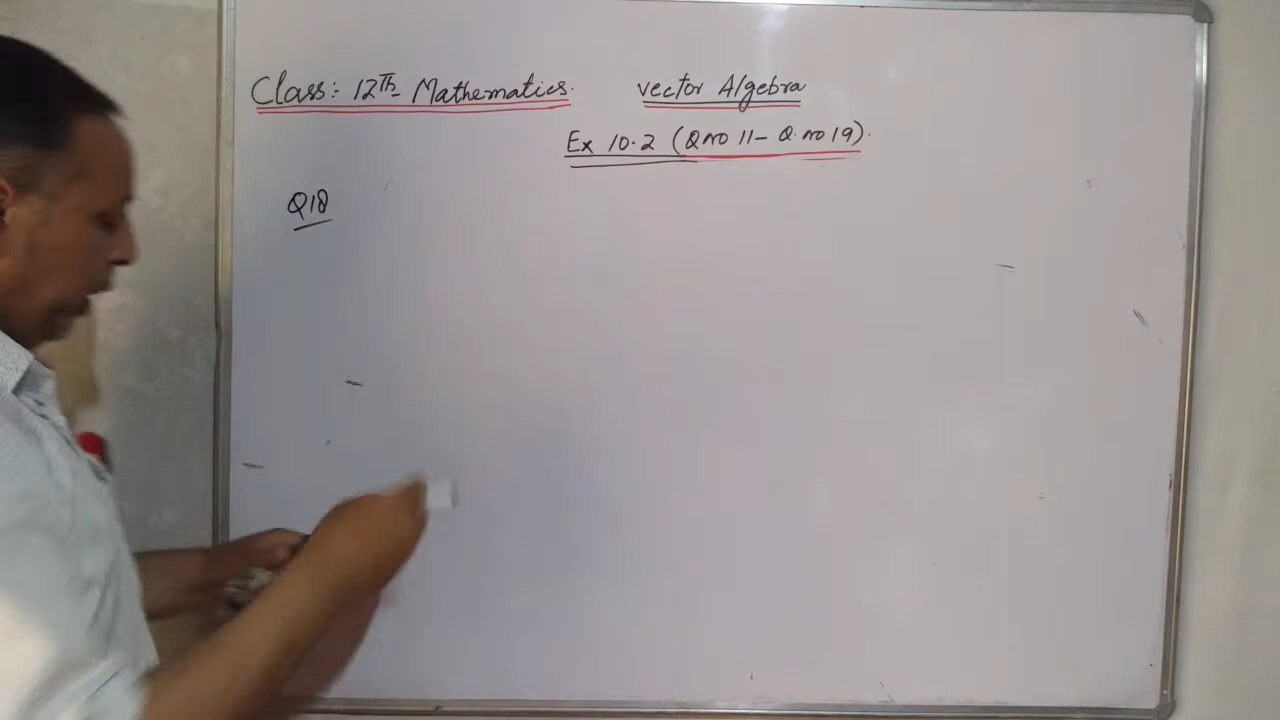 Class:- 12Th Mathematics. vector Algebra
Ex 10.2 (Q no 11- Q. no 19).
Q18